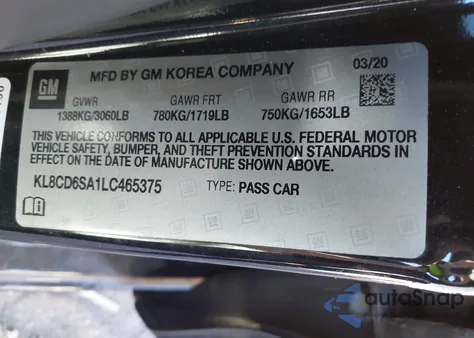 GM
MFD BY GM KOREA COMPANY 03/20
GVWR GAWR FRT GAWR RR
1388KG/3060LB 780KG/1719LB 750KG/1653LB
THIS VEHICLE CONFORMS TO ALL APPLICABLE U.S. FEDERAL MOTOR
VEHICLE SAFETY, BUMPER, AND THEFT PREVENTION STANDARDS IN
EFFECT ON THE DATE OF MANUFACTURE SHOWN ABOVE.
KL8CD6SA1LC465375 TYPE: PASS CAR
autoSnap